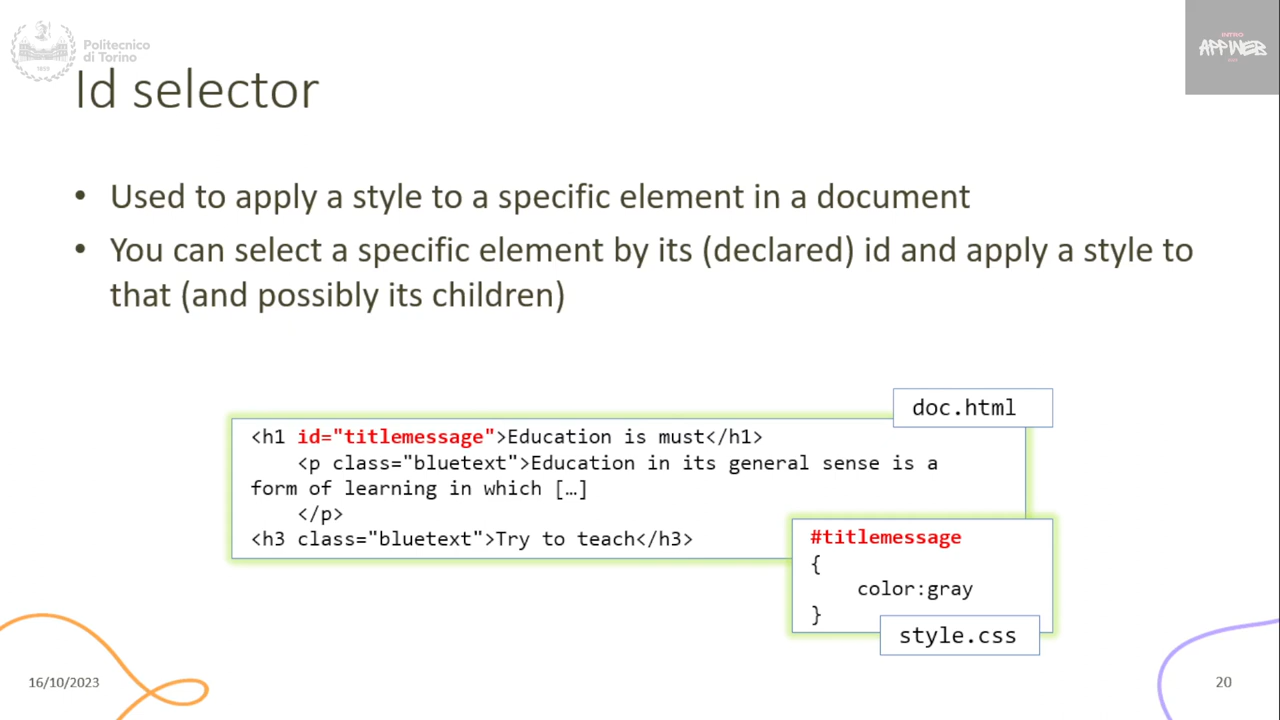 Politecnico
di Torino
1859
INTRO
APPWEB
Id selector
• Used to apply a style to a specific element in a document
• You can select a specific element by its (declared) id and apply a style to
that (and possibly its children)
doc.html
<h1 id="titlemessage">Education is must</h1>
<p class="bluetext">Education in its general sense is a
form of learning in which […]
</p>
<h3 class="bluetext">Try to teach</h3>
#titlemessage
{
color:gray
}
style.css
16/10/2023
20